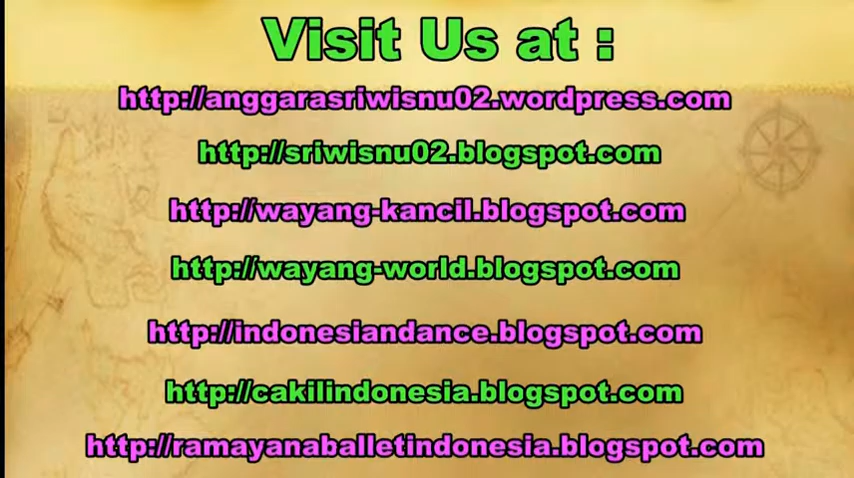 Visit Us at :
http://anggarasriwisnu02.wordpress.com
http://sriwisnu02.blogspot.com
http://wayang-kancil.blogspot.com
http://wayang-world.blogspot.com
http://indonesiandance.blogspot.com
http://cakilindonesia.blogspot.com
http://ramayanaballetindonesia.blogspot.com